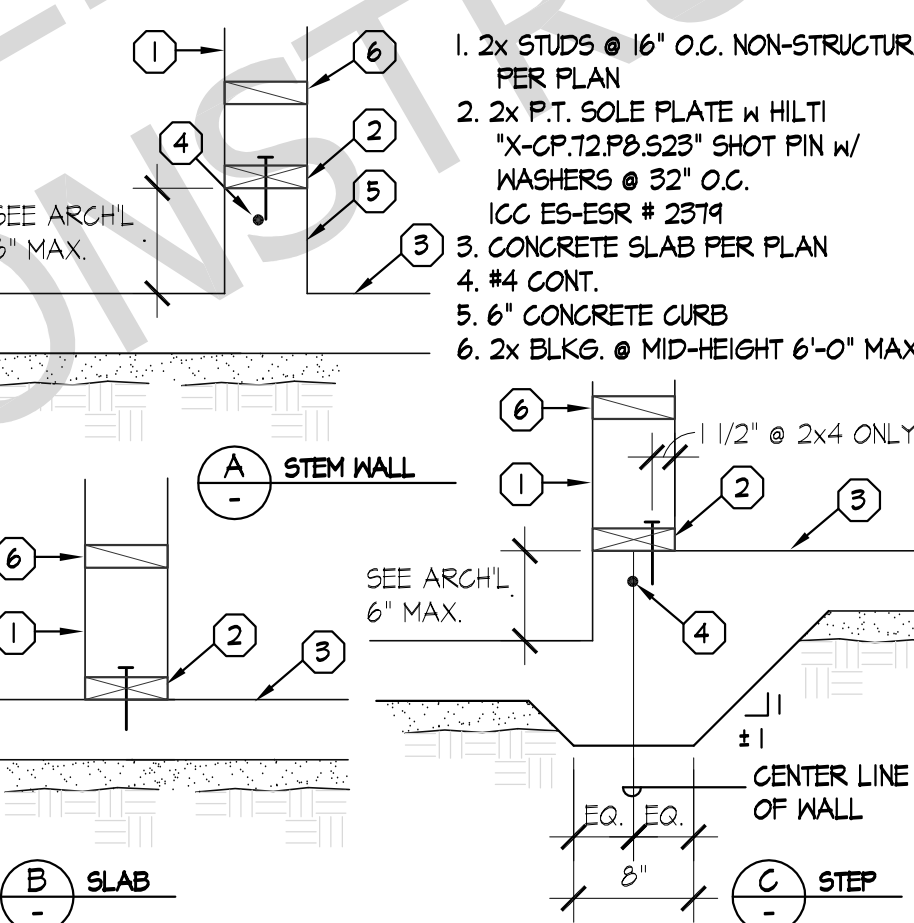 1. 2x STUDS @ 16" O.C. NON-STRUCTUR
PER PLAN
2. 2x P.T. SOLE PLATE w HILTI
"X-CP.72.P8.S23" SHOT PIN w/
WASHERS @ 32" O.C.
ICC ES-ESR # 2379
3. CONCRETE SLAB PER PLAN
4. #4 CONT.
5. 6" CONCRETE CURB
6. 2x BLKG. @ MID-HEIGHT 6'-0" MAX
1
6
4
2
5
3
SEE ARCH'L
6" MAX.
A
-
STEM WALL
6
1
2
3
B
-
SLAB
6
1
1 1/2" @ 2x4 ONLY
2
3
SEE ARCH'L
6" MAX.
4
1
±1
CENTER LINE
OF WALL
EQ. EQ.
8"
C
-
STEP